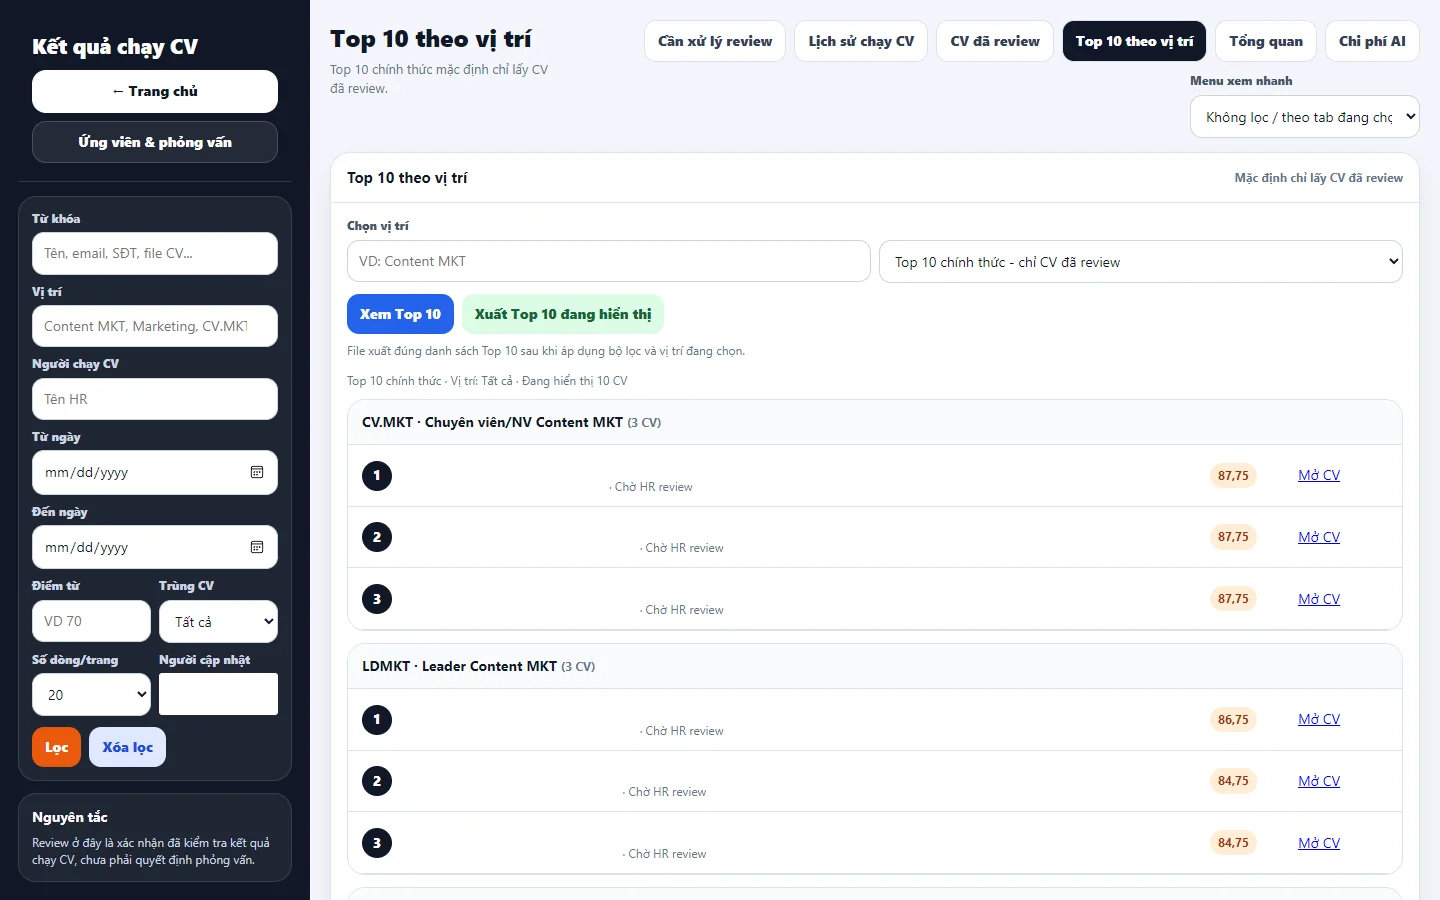 Kết quả chạy CV
← Trang chủ
Ứng viên & phỏng vấn
Từ khóa
Tên, email, SĐT, file CV...
Vị trí
Content MKT, Marketing, CV.MKT
Người chạy CV
Tên HR
Từ ngày
mm/dd/yyyy
Đến ngày
mm/dd/yyyy
Điểm từ
Trùng CV
VD 70
Tất cả
Số dòng/trang
Người cập nhật
20
Lọc
Xóa lọc
Nguyên tắc
Review ở đây là xác nhận đã kiểm tra kết quả
chạy CV, chưa phải quyết định phỏng vấn.
Top 10 theo vị trí
Top 10 chính thức mặc định chỉ lấy CV
đã review.
Cần xử lý review
Lịch sử chạy CV
CV đã review
Top 10 theo vị trí
Tổng quan
Chi phí AI
Menu xem nhanh
Không lọc / theo tab đang chọ
Top 10 theo vị trí
Mặc định chỉ lấy CV đã review
Chọn vị trí
VD: Content MKT
Top 10 chính thức - chỉ CV đã review
Xem Top 10
Xuất Top 10 đang hiển thị
File xuất đúng danh sách Top 10 sau khi áp dụng bộ lọc và vị trí đang chọn.
Top 10 chính thức · Vị trí: Tất cả · Đang hiển thị 10 CV
CV.MKT · Chuyên viên/NV Content MKT (3 CV)
1
· Chờ HR review
87,75
Mở CV
2
· Chờ HR review
87,75
Mở CV
3
· Chờ HR review
87,75
Mở CV
LDMKT · Leader Content MKT (3 CV)
1
· Chờ HR review
86,75
Mở CV
2
· Chờ HR review
84,75
Mở CV
3
· Chờ HR review
84,75
Mở CV